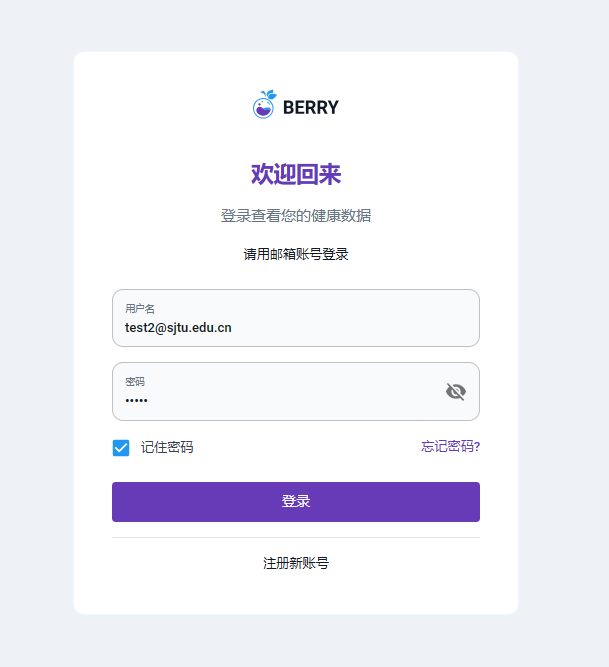 BERRY
欢迎回来
登录查看您的健康数据
请用邮箱账号登录
用户名
test2@sjtu.edu.cn
密码
•••••
记住密码 忘记密码?
登录
注册新账号